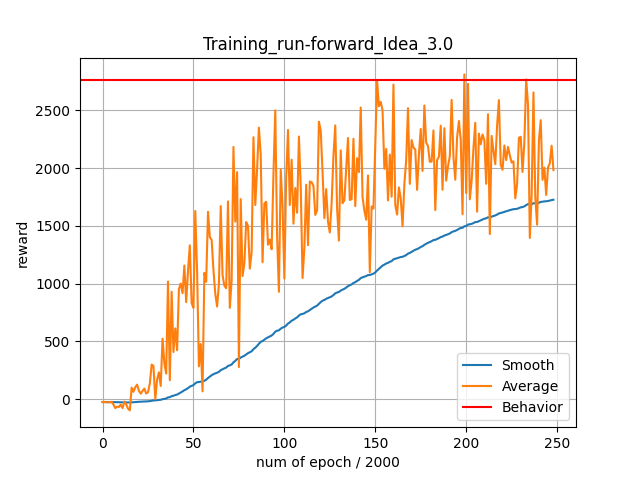 Training_run-forward_Idea_3.0
reward
2500
2000
1500
1000
500
0
0 50 100 150 200 250
num of epoch / 2000
Smooth
Average
Behavior